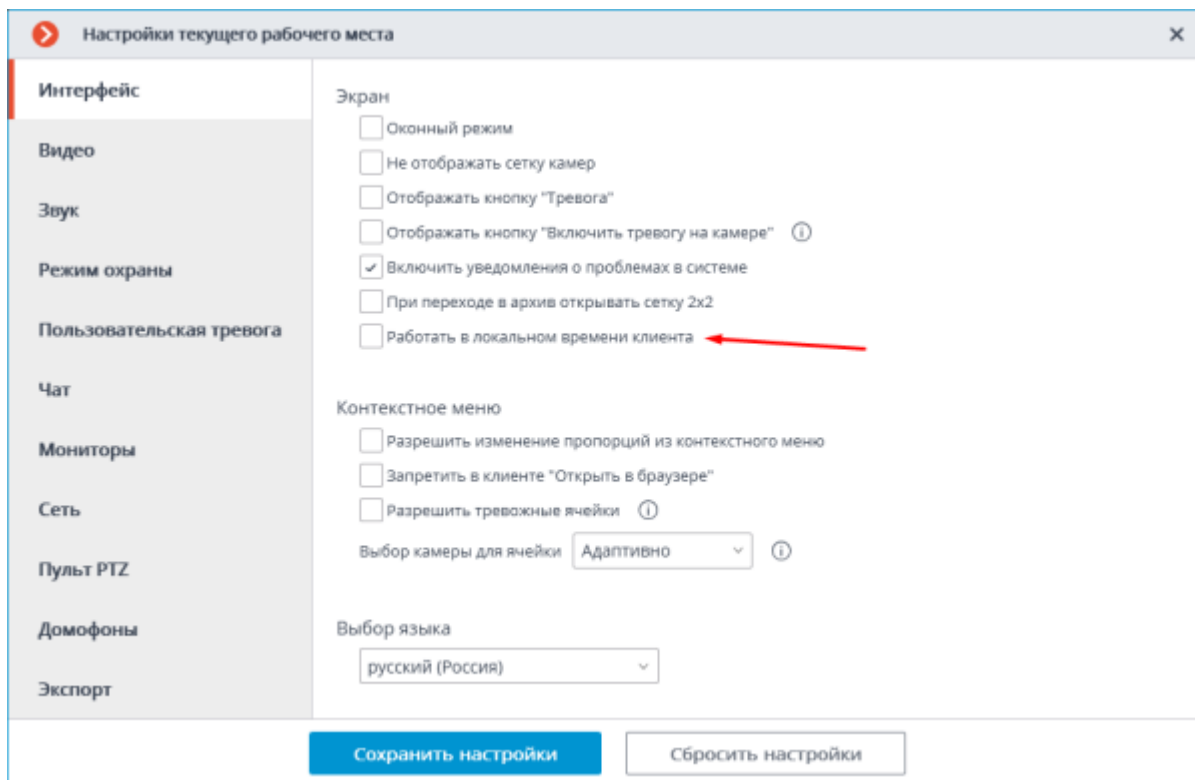 Настройки текущего рабочего места
Интерфейс
Видео
Звук
Режим охраны
Пользовательская тревога
Чат
Мониторы
Сеть
Пульт PTZ
Домофоны
Экспорт
Экран
Оконный режим
Не отображать сетку камер
Отображать кнопку "Тревога"
Отображать кнопку "Включить тревогу на камере"
Включить уведомления о проблемах в системе
При переходе в архив открывать сетку 2x2
Работать в локальном времени клиента
Контекстное меню
Разрешить изменение пропорций из контекстного меню
Запретить в клиенте "Открыть в браузере"
Разрешить тревожные ячейки
Выбор камеры для ячейки Адаптивно
Выбор языка
русский (Россия)
Сохранить настройки
Сбросить настройки